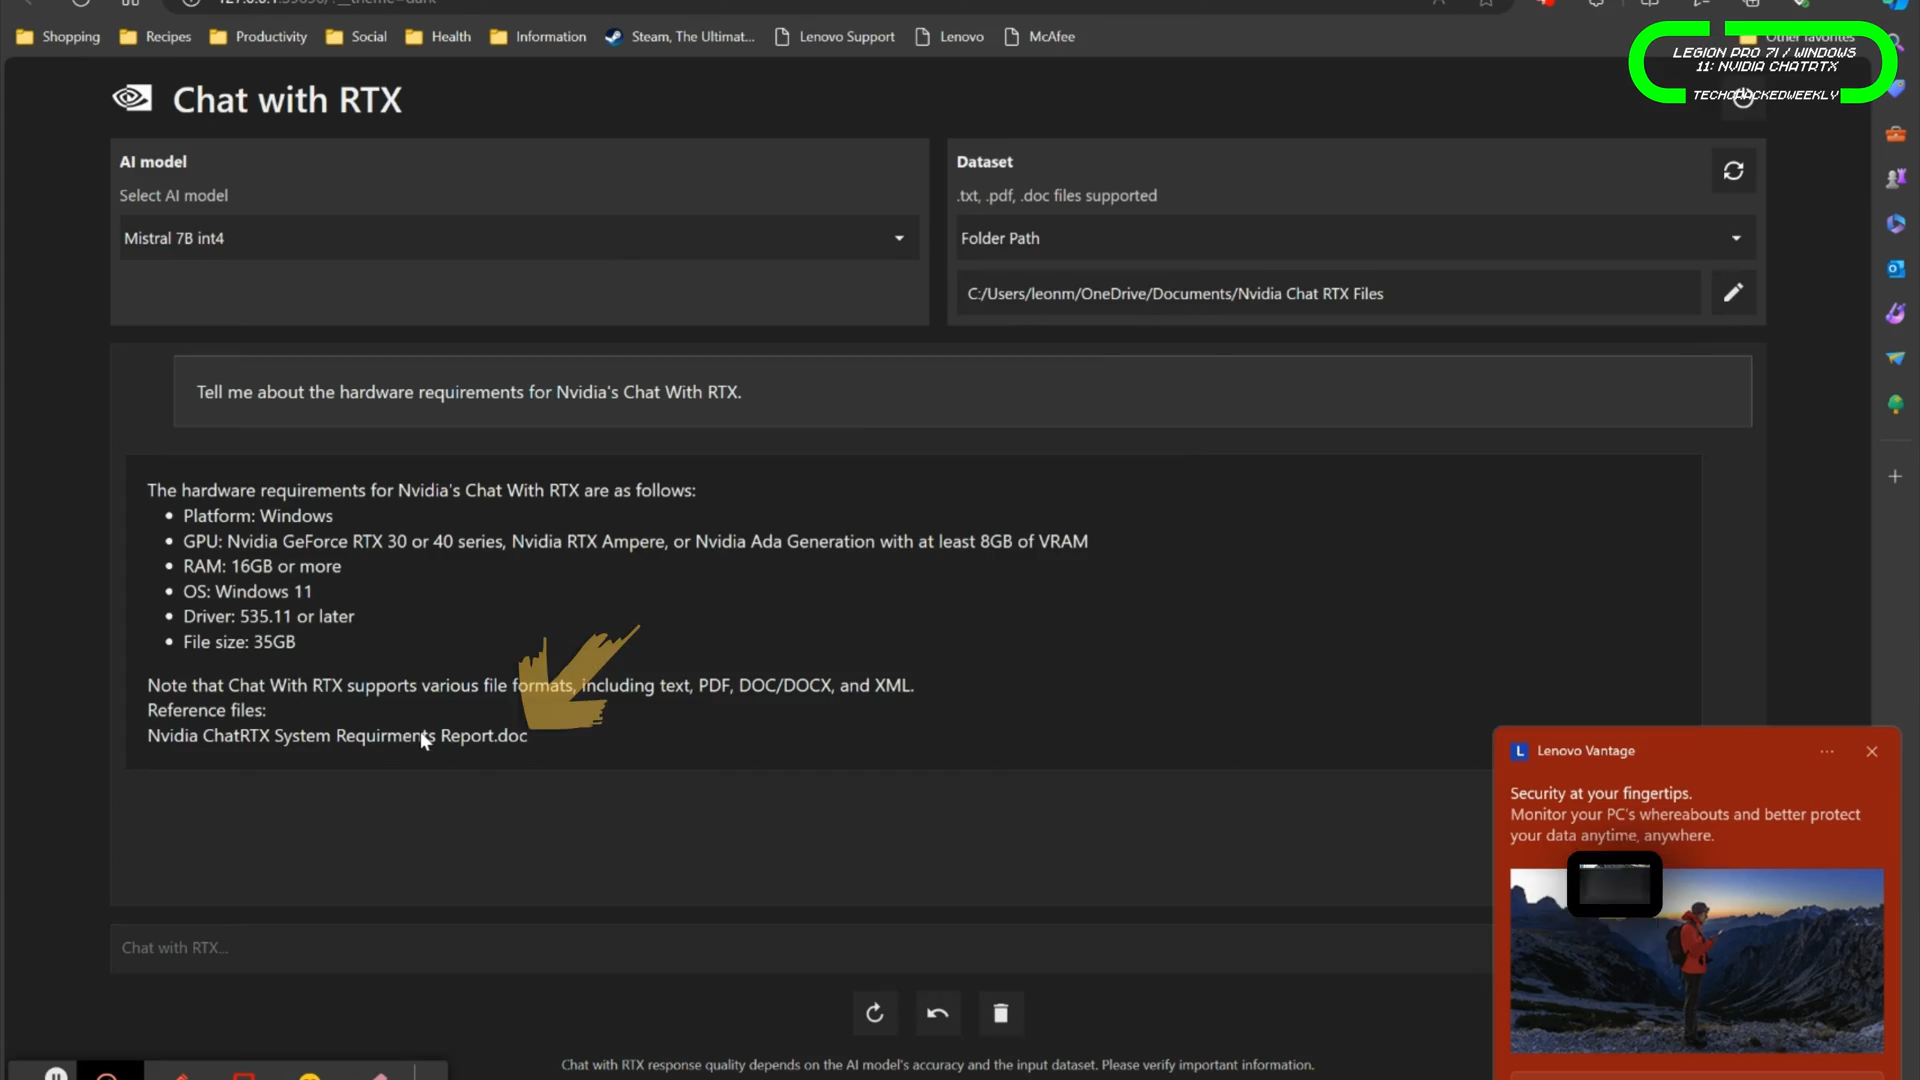 Shopping
Recipes
Productivity
Social
Health
Information
Steam, The Ultimat...
Lenovo Support
Lenovo
McAfee
Other favorites
LEGION PRO 7I / WINDOWS
11: NVIDIA CHATRTX
TECHCRACKEDWEEKLY
Chat with RTX
AI model
Select AI model
Mistral 7B int4
Dataset
.txt, .pdf, .doc files supported
Folder Path
C:/Users/leonm/OneDrive/Documents/Nvidia Chat RTX Files
Tell me about the hardware requirements for Nvidia's Chat With RTX.
The hardware requirements for Nvidia's Chat With RTX are as follows:
• Platform: Windows
• GPU: Nvidia GeForce RTX 30 or 40 series, Nvidia RTX Ampere, or Nvidia Ada Generation with at least 8GB of VRAM
• RAM: 16GB or more
• OS: Windows 11
• Driver: 535.11 or later
• File size: 35GB
Note that Chat With RTX supports various file formats, including text, PDF, DOC/DOCX, and XML.
Reference files:
Nvidia ChatRTX System Requirments Report.doc
L Lenovo Vantage
Security at your fingertips.
Monitor your PC's whereabouts and better protect
your data anytime, anywhere.
Chat with RTX...
Chat with RTX response quality depends on the AI model's accuracy and the input dataset. Please verify important information.